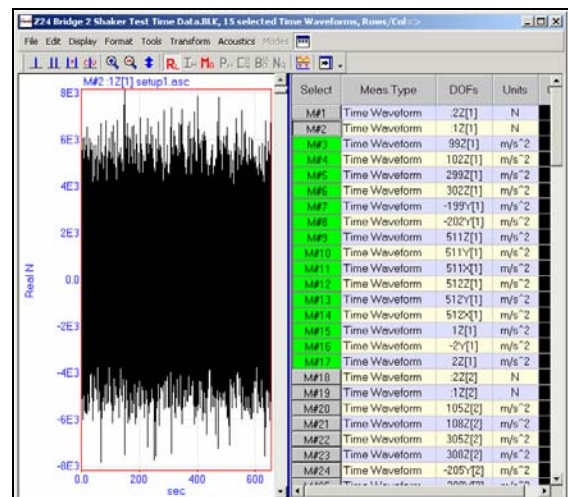 Z24 Bridge 2 Shaker Test Time Data.BLK, 15 selected Time Waveforms, Rows/Col=>
File Edit Display Format Tools Transform Acoustics Modes
M#2 :1Z[1] setup1.asc
8E3
6E3
4E3
2E3
0.0
-2E3
-4E3
-6E3
-8E3
Real N
0.0 200 400 600
sec
Select Meas.Type DOFs Units
M#1 Time Waveform :2Z[1] N
M#2 Time Waveform :1Z[1] N
M#3 Time Waveform 99Z[1] m/s^2
M#4 Time Waveform 102Z[1] m/s^2
M#5 Time Waveform 299Z[1] m/s^2
M#6 Time Waveform 302Z[1] m/s^2
M#7 Time Waveform -199Y[1] m/s^2
M#8 Time Waveform -202Y[1] m/s^2
M#9 Time Waveform 511Z[1] m/s^2
M#10 Time Waveform 511Y[1] m/s^2
M#11 Time Waveform 511X[1] m/s^2
M#12 Time Waveform 512Z[1] m/s^2
M#13 Time Waveform 512Y[1] m/s^2
M#14 Time Waveform 512X[1] m/s^2
M#15 Time Waveform 1Z[1] m/s^2
M#16 Time Waveform -2Y[1] m/s^2
M#17 Time Waveform 2Z[1] m/s^2
M#18 Time Waveform :2Z[2] N
M#19 Time Waveform :1Z[2] N
M#20 Time Waveform 105Z[2] m/s^2
M#21 Time Waveform 108Z[2] m/s^2
M#22 Time Waveform 305Z[2] m/s^2
M#23 Time Waveform 308Z[2] m/s^2
M#24 Time Waveform -205Y[2] m/s^2